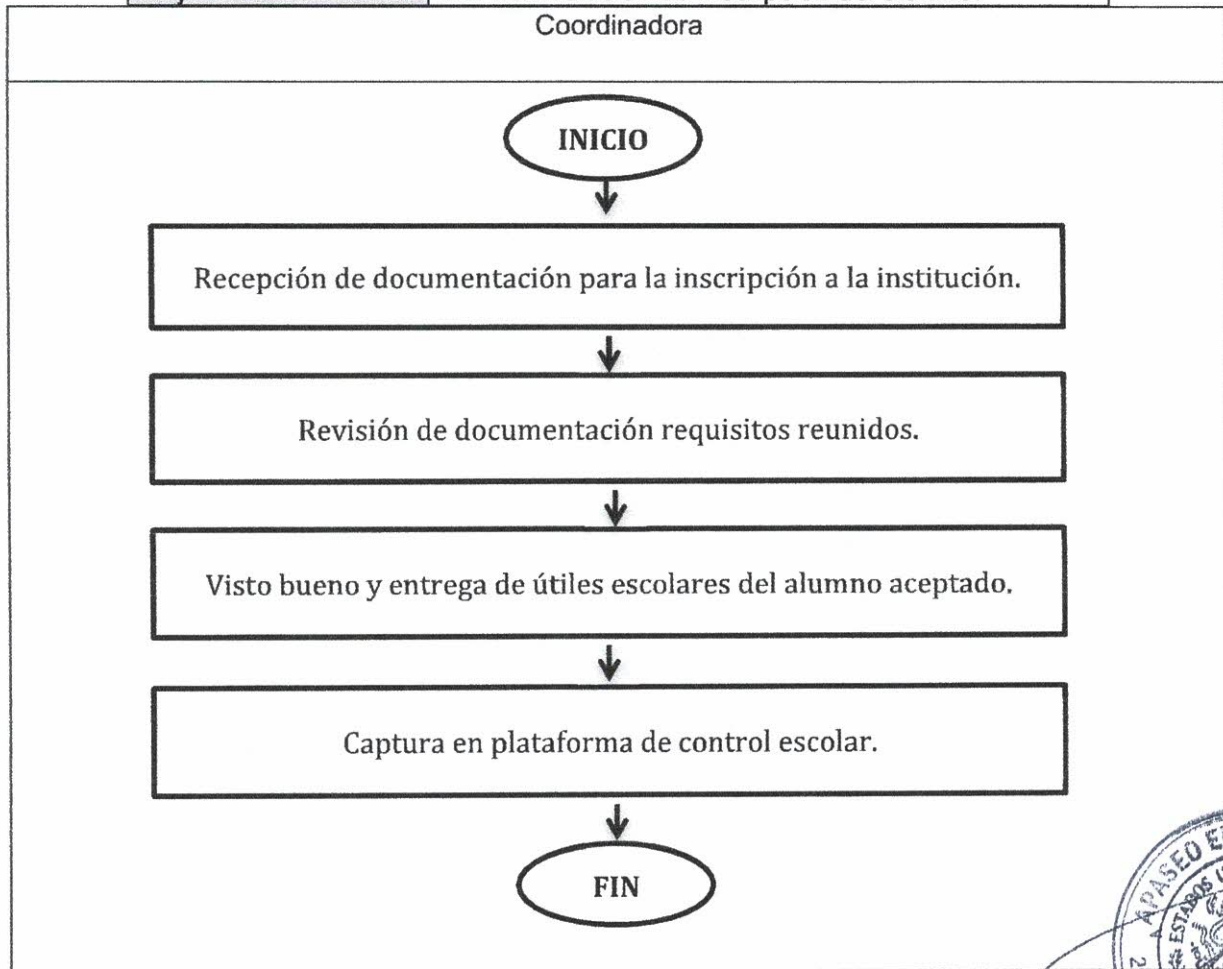 Coordinadora
INICIO
Recepción de documentación para la inscripción a la institución.
Revisión de documentación requisitos reunidos.
Visto bueno y entrega de útiles escolares del alumno aceptado.
Captura en plataforma de control escolar.
FIN
APASEO
ESTADOS